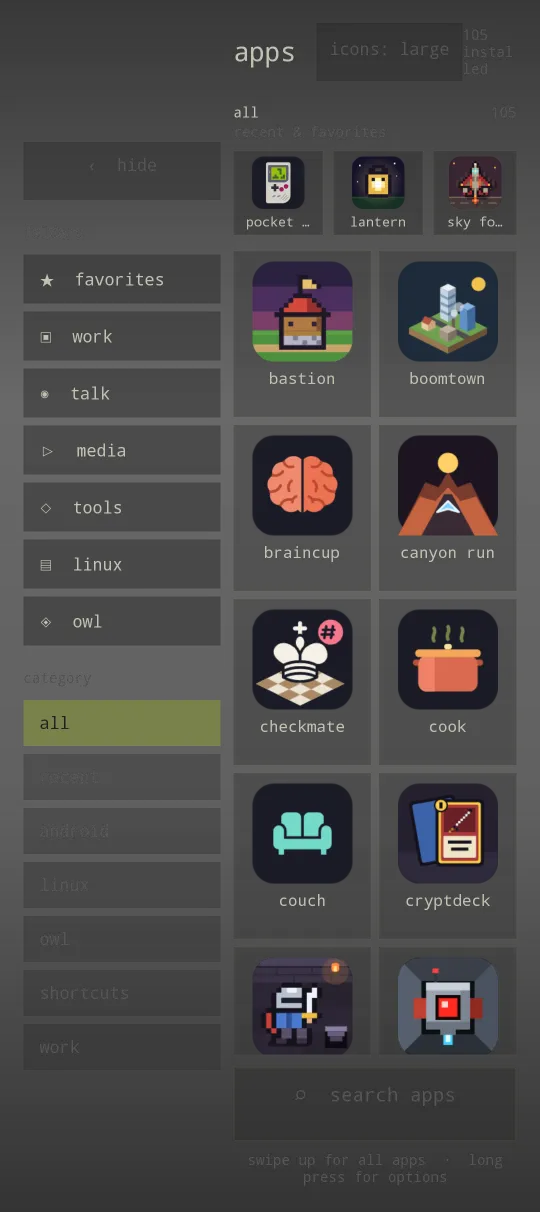 apps
icons: large
105
instal
led
all
105
recent & favorites
‹ hide
pocket …
lantern
sky fo…
★ favorites
work
talk
media
tools
linux
owl
category
all
android
linux
owl
shortcuts
work
bastion
boomtown
braincup
canyon run
#
checkmate
cook
couch
cryptdeck
search apps
swipe up for all apps · long
press for options